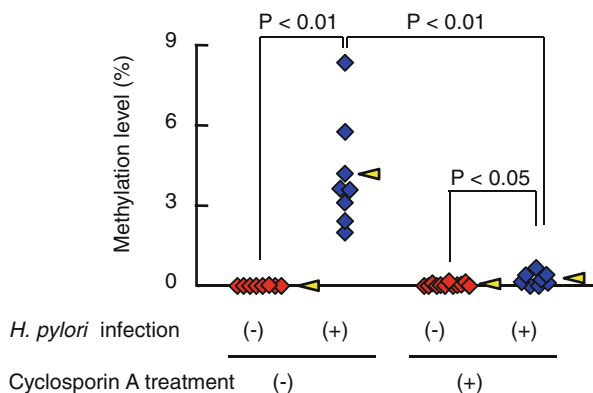 P < 0.01 P < 0.01
9
6
P < 0.05
3
0
Methylation level (%)
H. pylori infection (-) (+) (-) (+)
Cyclosporin A treatment (-) (+)